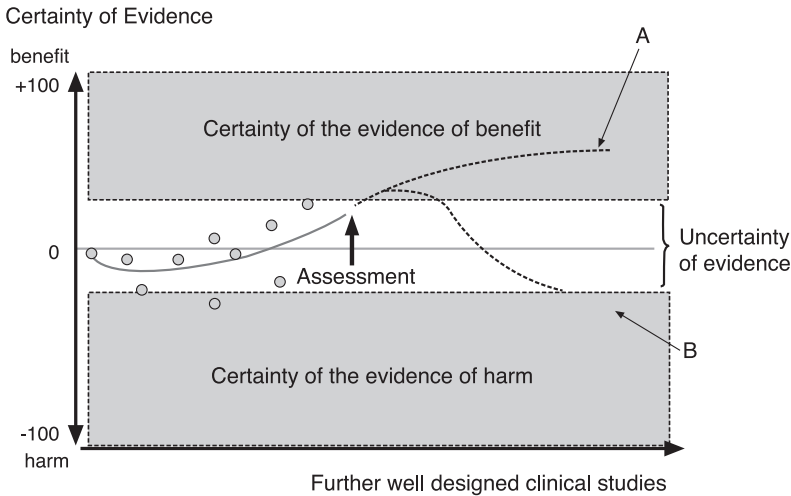 Certainty of Evidence
benefit
+100
A
Certainty of the evidence of benefit
0
Assessment
Uncertainty
of evidence
B
Certainty of the evidence of harm
-100
harm
Further well designed clinical studies